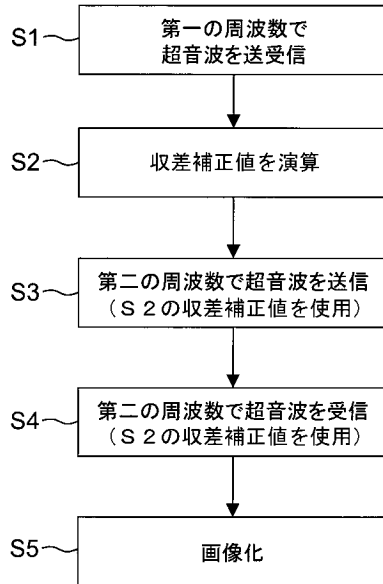 S1
第一の周波数で
超音波を送受信
S2
収差補正値を演算
S3
第二の周波数で超音波を送信
（S２の収差補正値を使用）
S4
第二の周波数で超音波を受信
（S２の収差補正値を使用）
S5
画像化